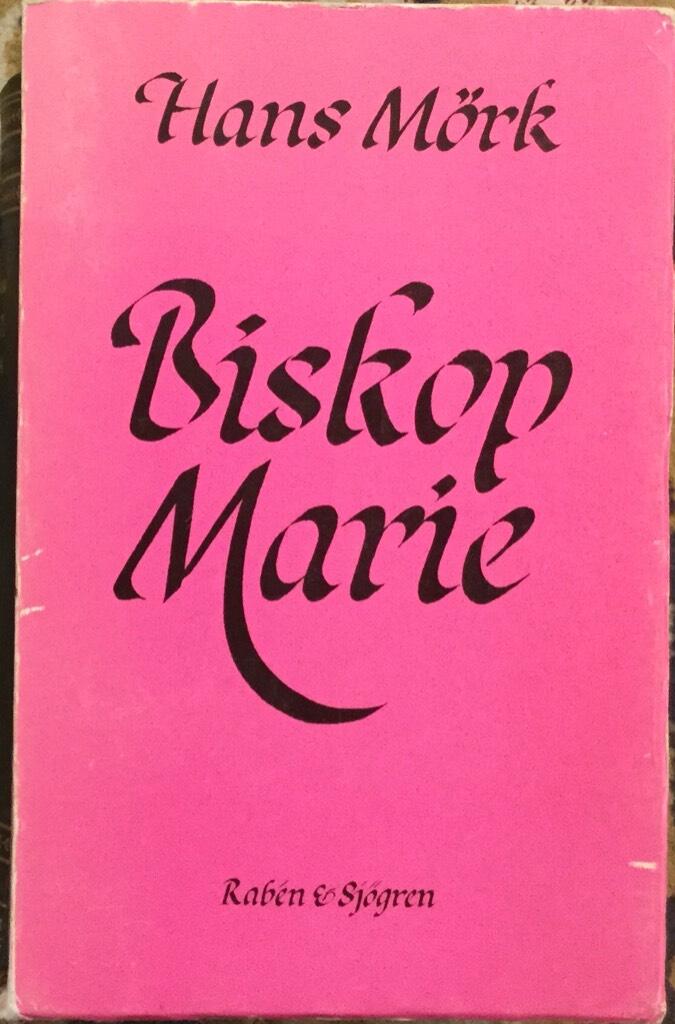 Hans Mörk
Biskop
Marie
Rabén & Sjögren